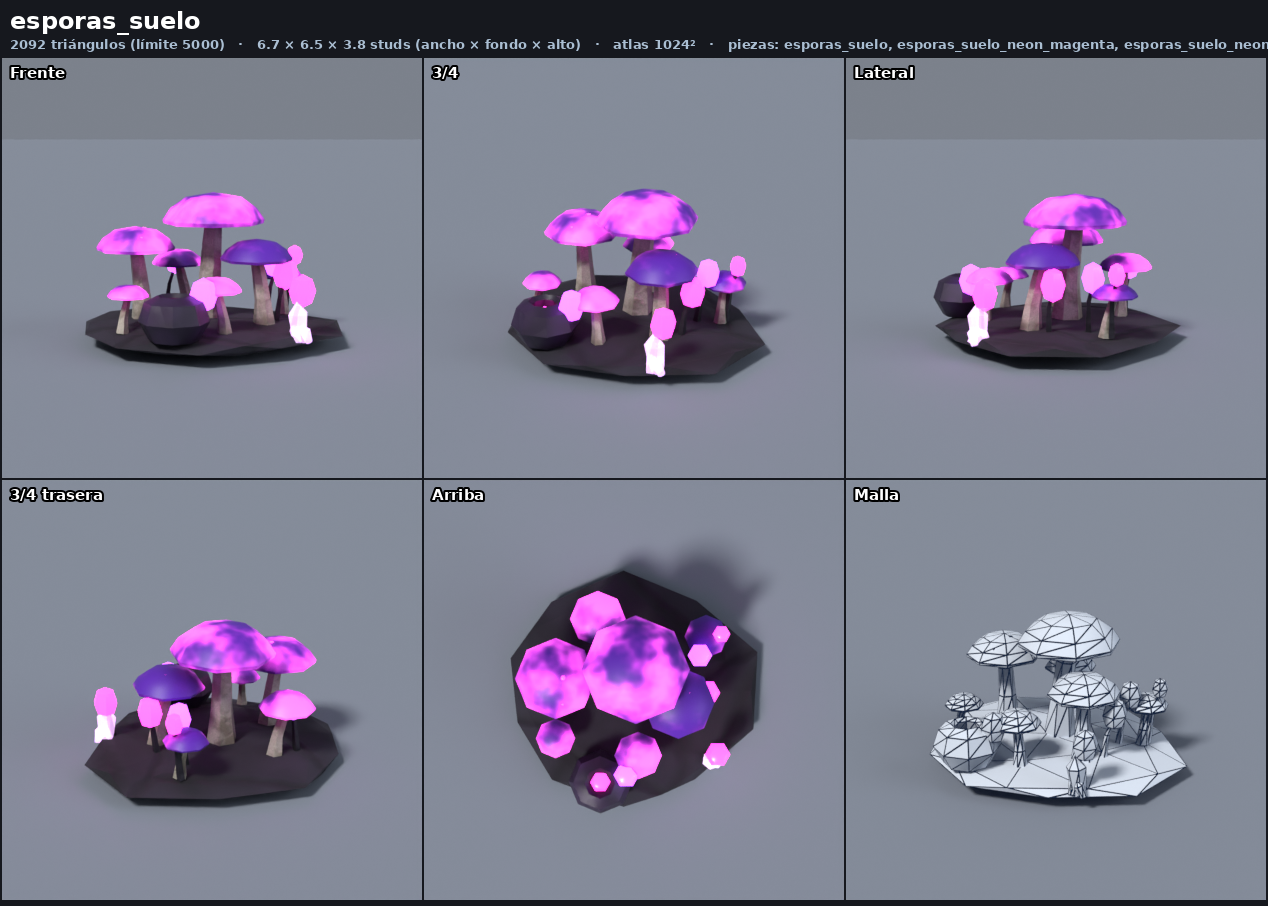 esporas_suelo
2092 triángulos (límite 5000) · 6.7 × 6.5 × 3.8 studs (ancho × fondo × alto) · atlas 1024² · piezas: esporas_suelo, esporas_suelo_neon_magenta, esporas_suelo_neon
Frente
3/4
Lateral
3/4 trasera
Arriba
Malla